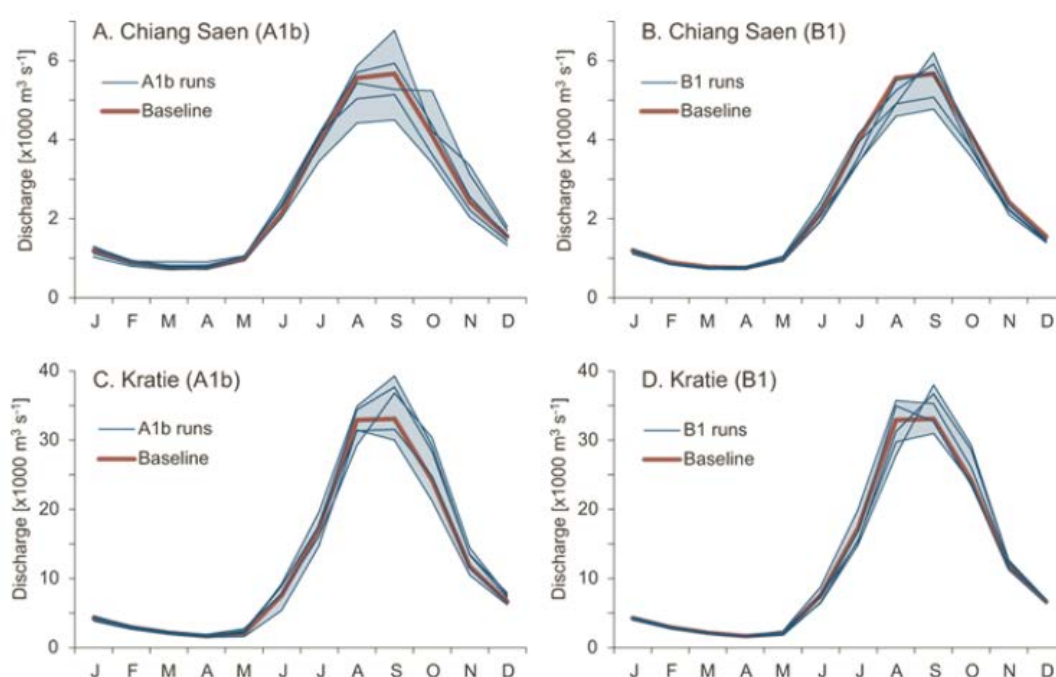 A. Chiang Saen (A1b)
A1b runs
Baseline
Discharge [x1000 m³ s⁻¹]
6
4
2
0
J F M A M J J A S O N D
B. Chiang Saen (B1)
B1 runs
Baseline
Discharge [x1000 m³ s⁻¹]
6
4
2
0
J F M A M J J A S O N D
C. Kratie (A1b)
A1b runs
Baseline
Discharge [x1000 m³ s⁻¹]
40
30
20
10
0
J F M A M J J A S O N D
D. Kratie (B1)
B1 runs
Baseline
Discharge [x1000 m³ s⁻¹]
40
30
20
10
0
J F M A M J J A S O N D